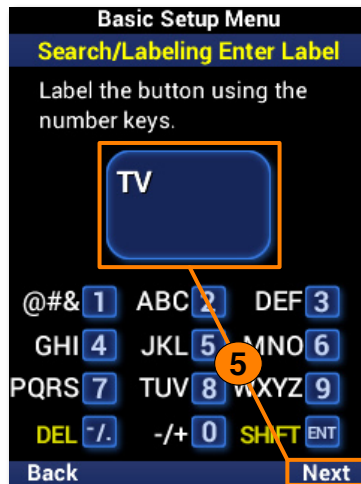 Basic Setup Menu
Search/Labeling Enter Label
Label the button using the
number keys.
TV
@#& 1 ABC 2 DEF 3
GHI 4 JKL 5 MNO 6
5
PQRS 7 TUV 8 WXYZ 9
DEL -/. -/+ 0 SHIFT ENT
Back Next